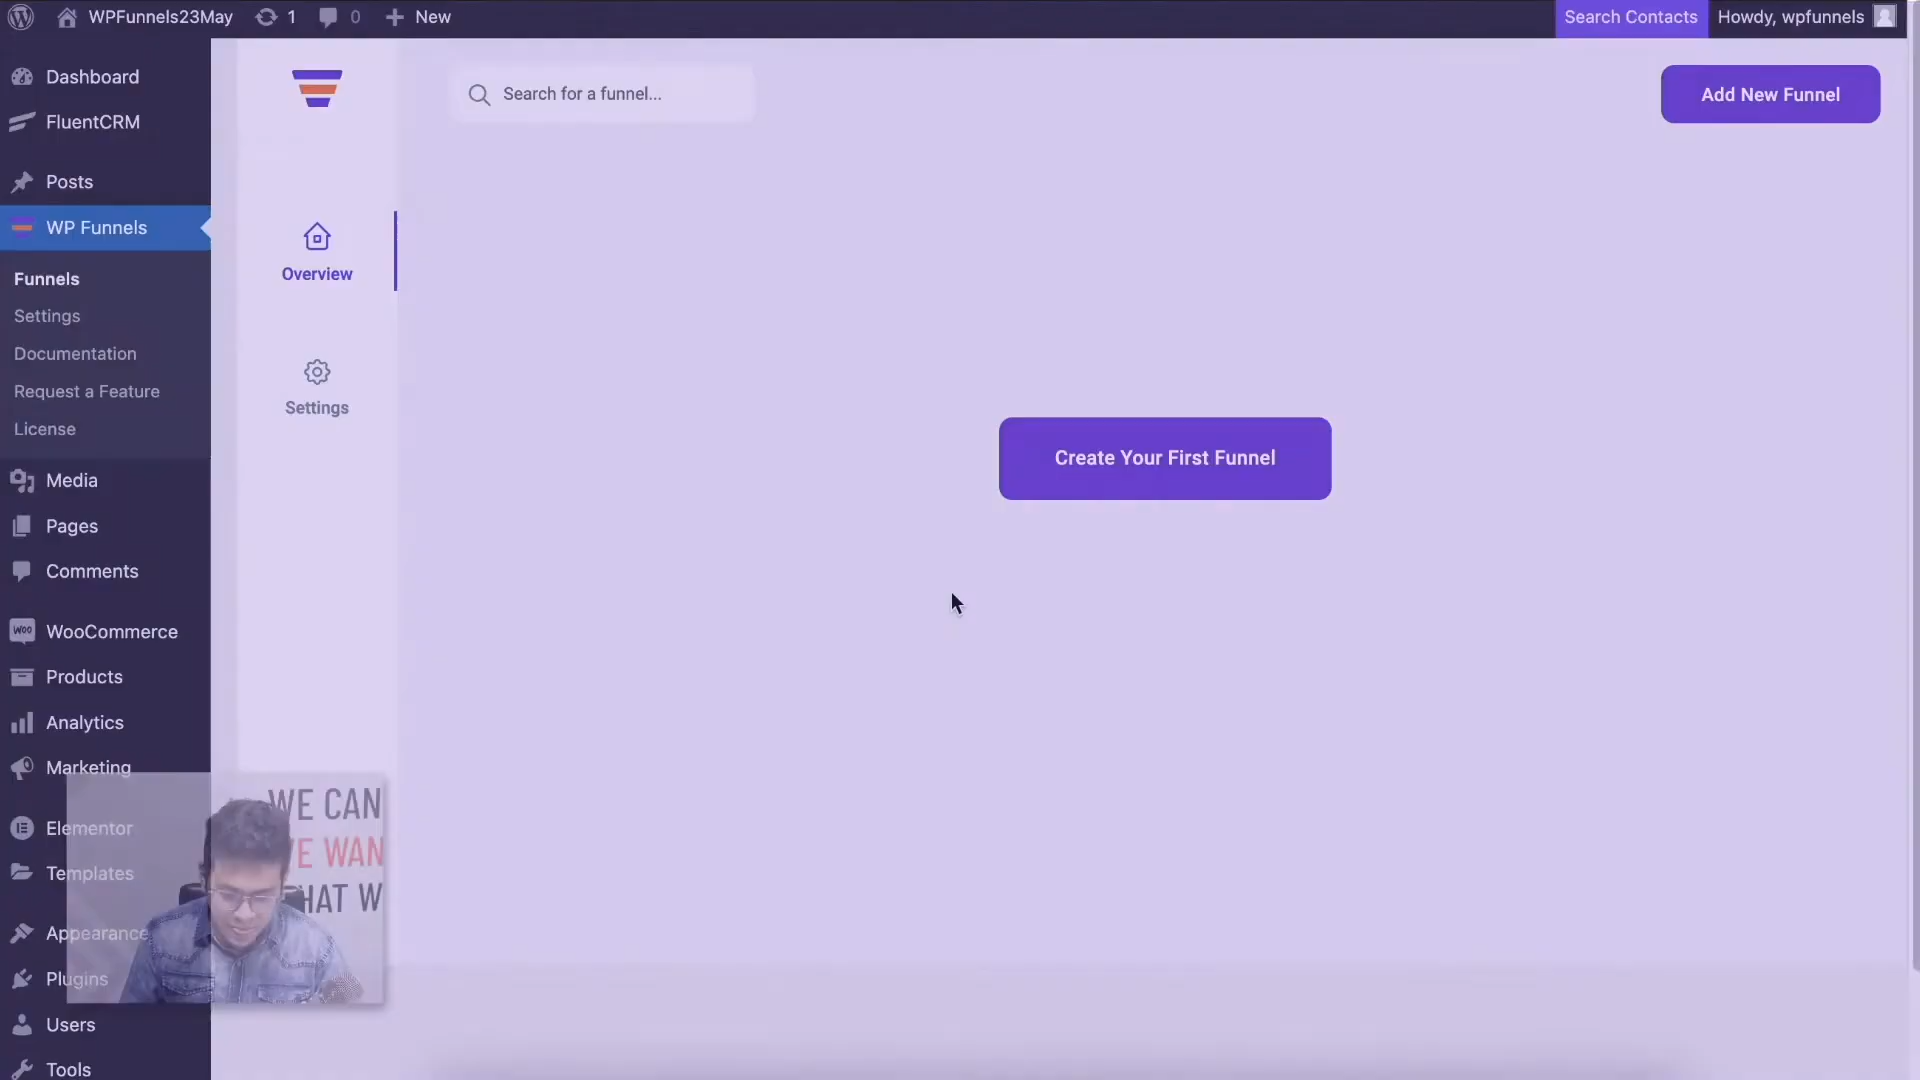 WPFunnels23May
1
0
New
Search Contacts
Howdy, wpfunnels
Dashboard
FluentCRM
Posts
WP Funnels
Funnels
Settings
Documentation
Request a Feature
License
Media
Pages
Comments
WooCommerce
Products
Analytics
Marketing
Elementor
Templates
Appearance
Plugins
Users
Tools
Overview
Settings
Search for a funnel...
Add New Funnel
Create Your First Funnel
WE CAN
E WAN
HAT W